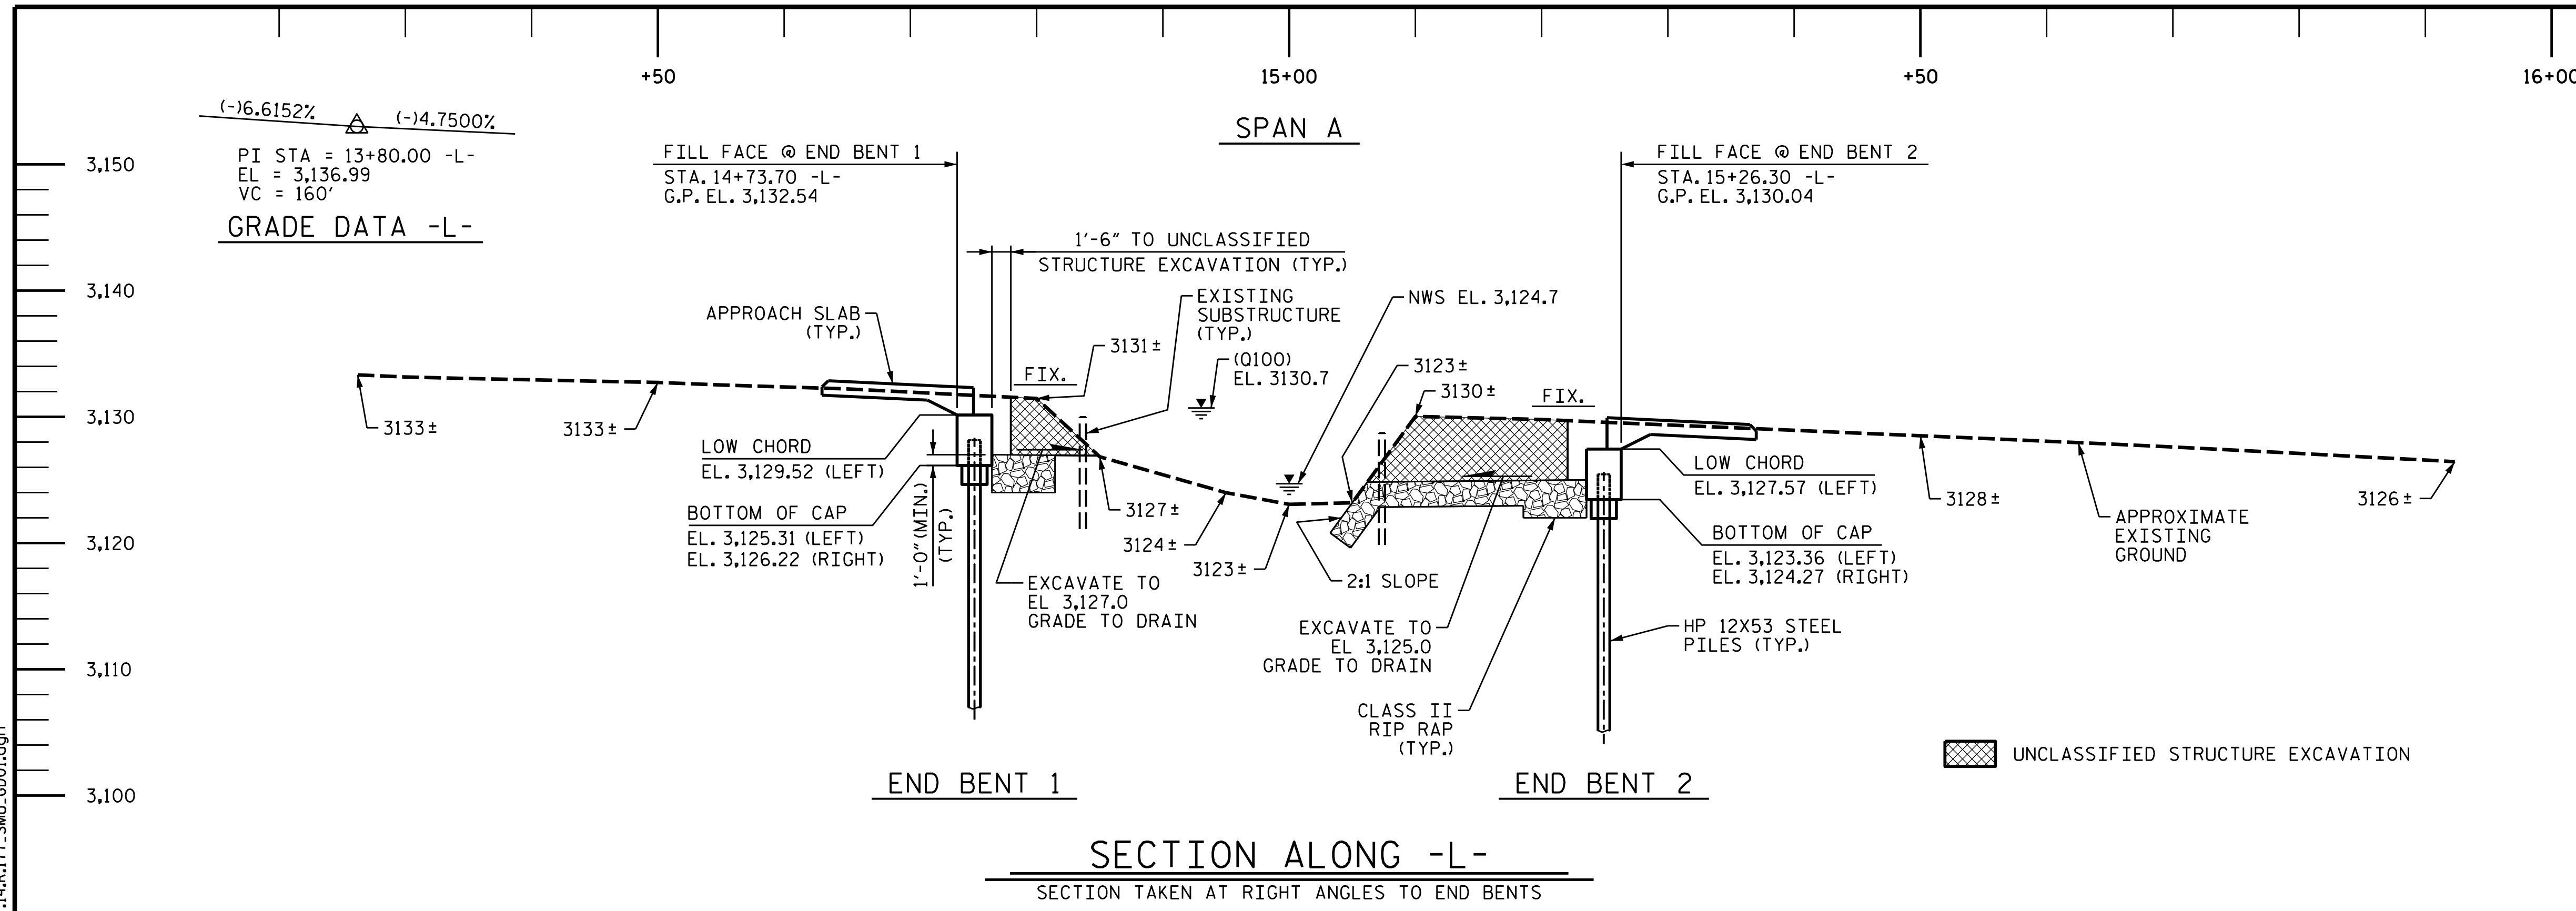 +50
15+00
+50
16+00
(-)6.6152%
(-)4.7500%
PI STA = 13+80.00 -L-
EL = 3,136.99
VC = 160'
GRADE DATA -L-
SPAN A
FILL FACE @ END BENT 1
STA. 14+73.70 -L-
G.P. EL. 3,132.54
FILL FACE @ END BENT 2
STA. 15+26.30 -L-
G.P. EL. 3,130.04
3,150
3,140
3,130
3,120
3,110
3,100
1'-6" TO UNCLASSIFIED
STRUCTURE EXCAVATION (TYP.)
APPROACH SLAB
(TYP.)
EXISTING
SUBSTRUCTURE
(TYP.)
NWS EL. 3,124.7
3131±
(Q100)
EL. 3130.7
3123±
3130±
FIX.
FIX.
3133±
3133±
LOW CHORD
EL. 3,129.52 (LEFT)
BOTTOM OF CAP
EL. 3,125.31 (LEFT)
EL. 3,126.22 (RIGHT)
1'-0" (MIN.)
(TYP.)
3127±
3124±
3123±
EXCAVATE TO
EL 3,127.0
GRADE TO DRAIN
2:1 SLOPE
EXCAVATE TO
EL 3,125.0
GRADE TO DRAIN
CLASS II
RIP RAP
(TYP.)
LOW CHORD
EL. 3,127.57 (LEFT)
BOTTOM OF CAP
EL. 3,123.36 (LEFT)
EL. 3,124.27 (RIGHT)
HP 12X53 STEEL
PILES (TYP.)
3128±
APPROXIMATE
EXISTING
GROUND
3126±
UNCLASSIFIED STRUCTURE EXCAVATION
END BENT 1
END BENT 2
SECTION ALONG -L-
SECTION TAKEN AT RIGHT ANGLES TO END BENTS